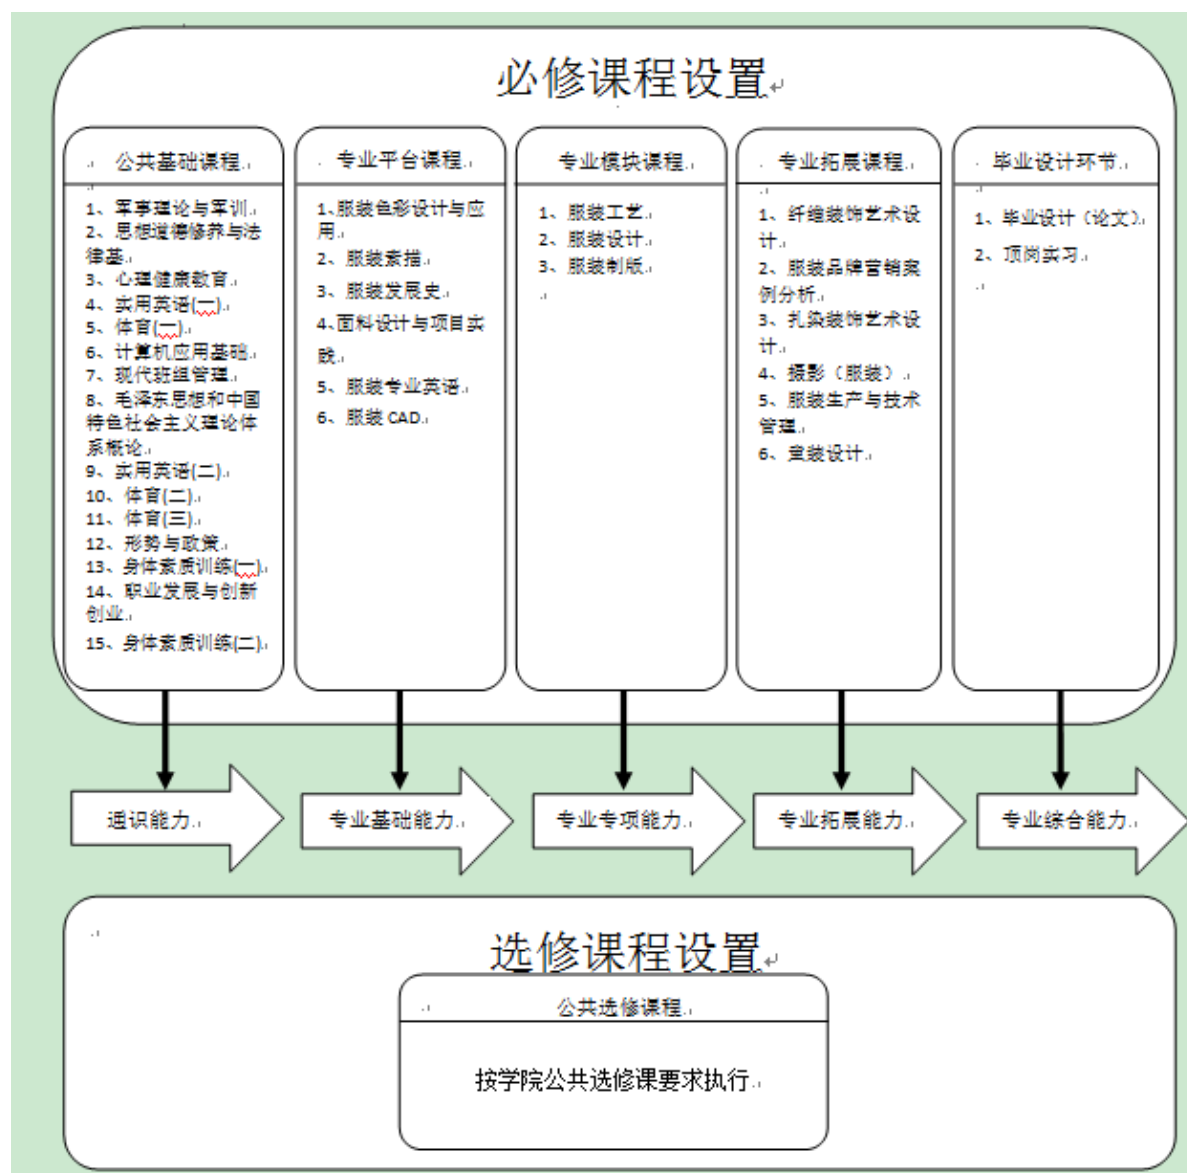 必修课程设置
公共基础课程
1、军事理论与军训
2、思想道德修养与法
律基
3、心理健康教育
4、实用英语(一)
5、体育(一)
6、计算机应用基础
7、现代班组管理
8、毛泽东思想和中国
特色社会主义理论体
系概论
9、实用英语(二)
10、体育(二)
11、体育(三)
12、形势与政策
13、身体素质训练(一)
14、职业发展与创新
创业
15、身体素质训练(二)
专业平台课程
1、服装色彩设计与应
用
2、服装素描
3、服装发展史
4、面料设计与项目实
践
5、服装专业英语
6、服装 CAD
专业模块课程
1、服装工艺
2、服装设计
3、服装制版
专业拓展课程
1、纤维装饰艺术设
计
2、服装品牌营销案
例分析
3、扎染装饰艺术设
计
4、摄影（服装）
5、服装生产与技术
管理
6、童装设计
毕业设计环节
1、毕业设计（论文）
2、顶岗实习
通识能力
专业基础能力
专业专项能力
专业拓展能力
专业综合能力
选修课程设置
公共选修课程
按学院公共选修课要求执行